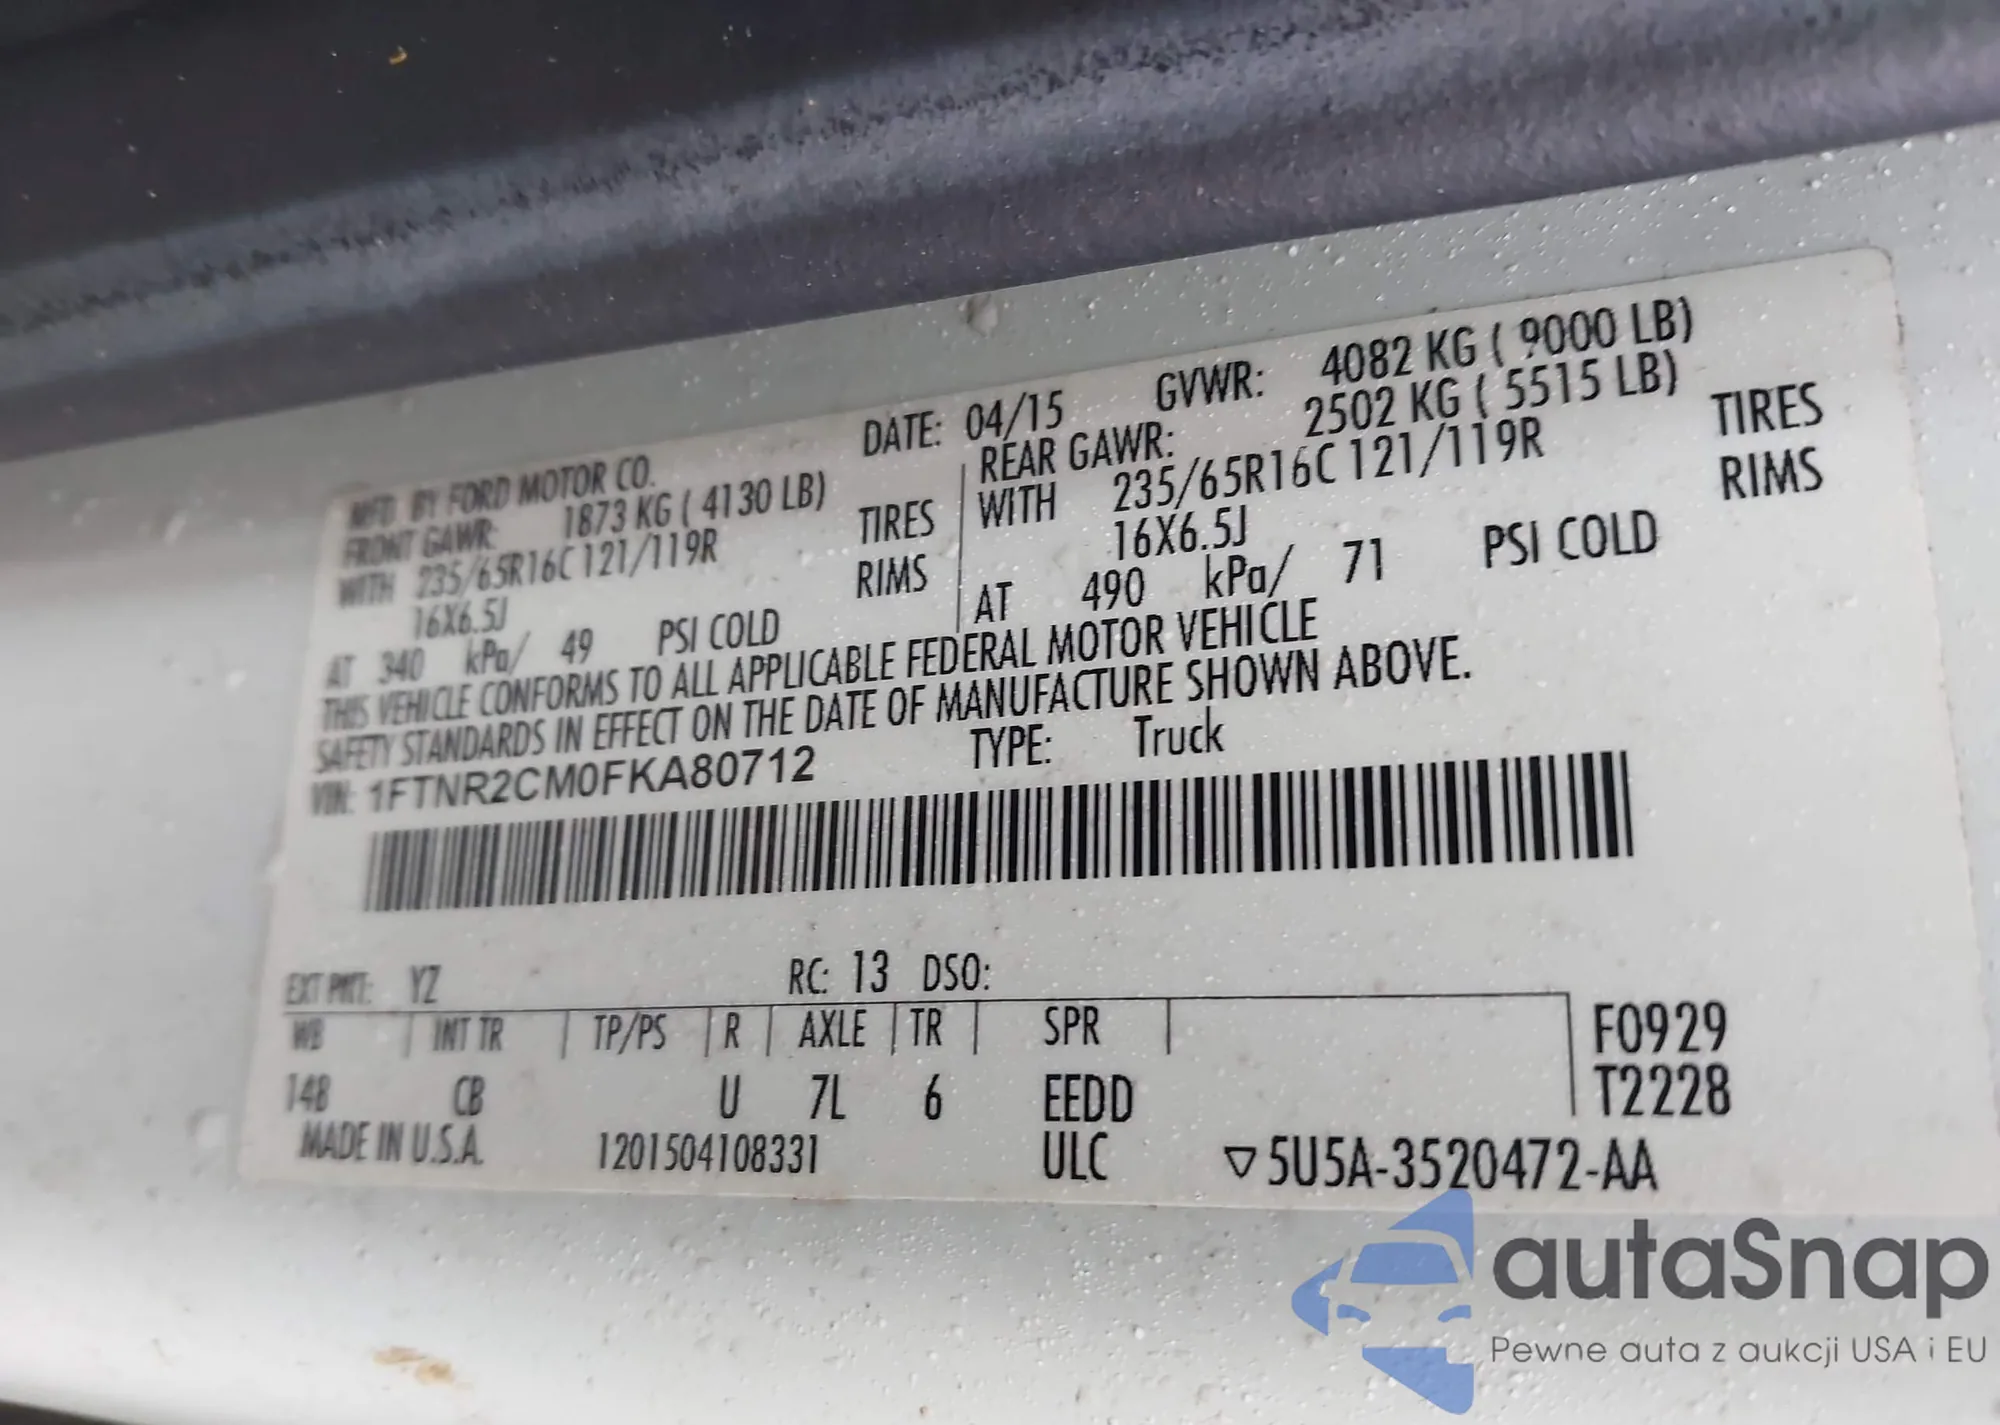 MFD. BY FORD MOTOR CO. DATE: 04/15 GVWR: 4082 KG ( 9000 LB)
FRONT GAWR: 1873 KG ( 4130 LB) REAR GAWR: 2502 KG ( 5515 LB)
WITH 235/65R16C 121/119R TIRES WITH 235/65R16C 121/119R TIRES
16X6.5J RIMS 16X6.5J RIMS
AT 340 kPa/ 49 PSI COLD AT 490 kPa/ 71 PSI COLD
THIS VEHICLE CONFORMS TO ALL APPLICABLE FEDERAL MOTOR VEHICLE
SAFETY STANDARDS IN EFFECT ON THE DATE OF MANUFACTURE SHOWN ABOVE.
VIN: 1FTNR2CM0FKA80712 TYPE: Truck
EXT PNT: YZ RC: 13 DSO:
WB INT TR TP/PS R AXLE TR SPR F0929
148 CB U 7L 6 EEDD T2228
MADE IN U.S.A. 1201504108331 ULC ▽5U5A-3520472-AA
autaSnap
Pewne auta z aukcji USA i EU